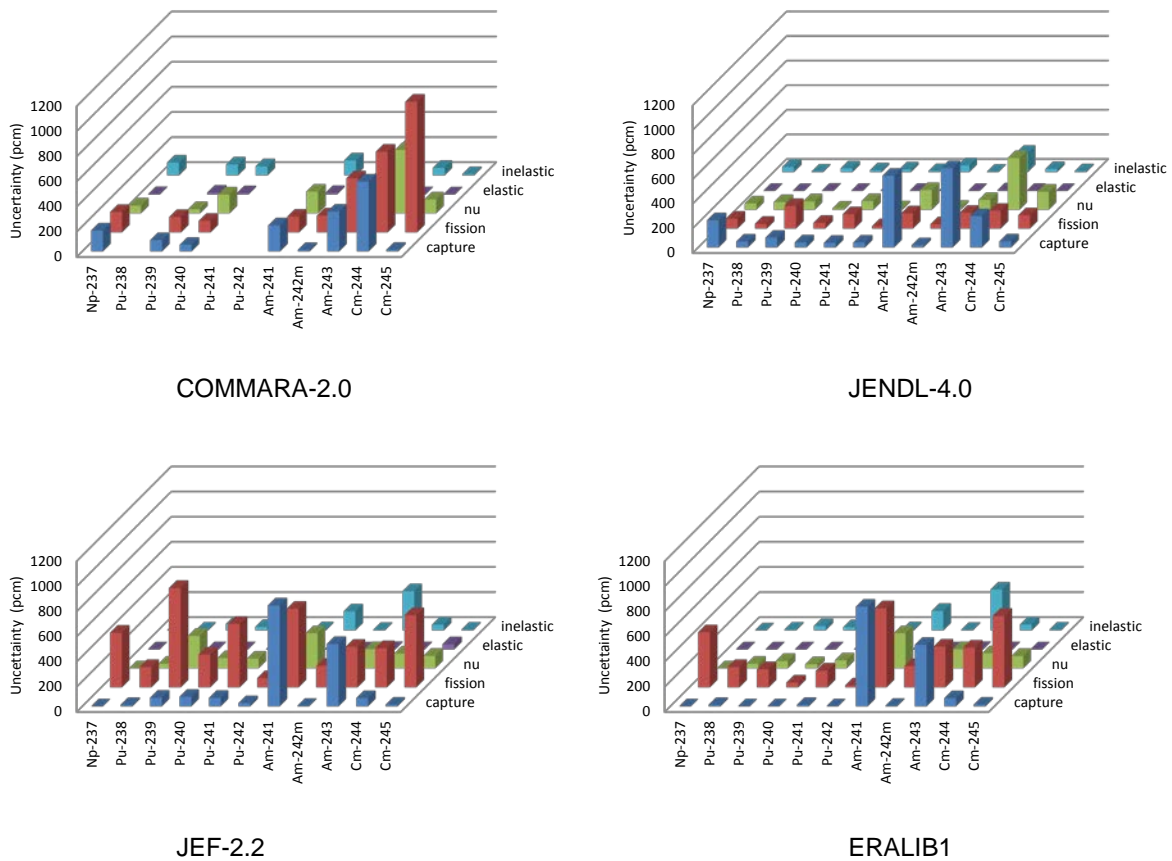 1200
1000
800
600
400
200
0
Uncertainty (pcm)
inelastic
elastic
nu
fission
capture
Np-237
Pu-238
Pu-239
Pu-240
Pu-241
Pu-242
Am-241
Am-242m
Am-243
Cm-244
Cm-245
COMMARA-2.0
1200
1000
800
600
400
200
0
Uncertainty (pcm)
inelastic
elastic
nu
fission
capture
Np-237
Pu-238
Pu-239
Pu-240
Pu-241
Pu-242
Am-241
Am-242m
Am-243
Cm-244
Cm-245
JENDL-4.0
1200
1000
800
600
400
200
0
Uncettainty (pcm)
inelastic
elastic
nu
fission
capture
Np-237
Pu-238
Pu-239
Pu-240
Pu-241
Pu-242
Am-241
Am-242m
Am-243
Cm-244
Cm-245
JEF-2.2
1200
1000
800
600
400
200
0
Uncertainty (pcm)
inelastic
elastic
nu
fission
capture
Np-237
Pu-238
Pu-239
Pu-240
Pu-241
Pu-242
Am-241
Am-242m
Am-243
Cm-244
Cm-245
ERALIB1